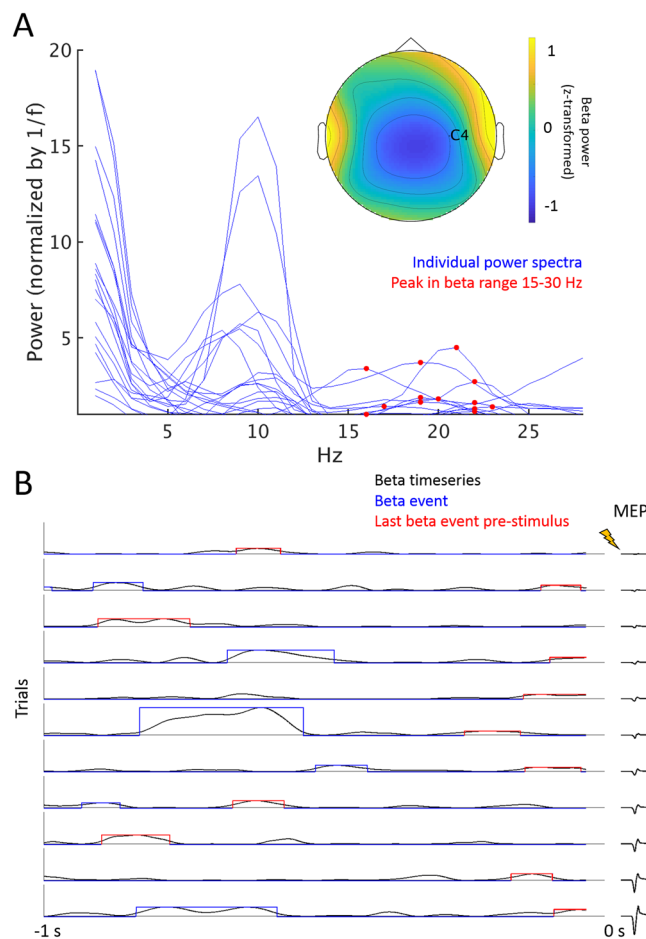 A
20
15
10
5
Power (normalized by 1/f)
5
10
15
20
25
Hz
C4
1
0
-1
Beta power
(z-transformed)
Individual power spectra
Peak in beta range 15-30 Hz
B
Beta timeseries
Beta event
Last beta event pre-stimulus
MEP
Trials
-1 s
0 s